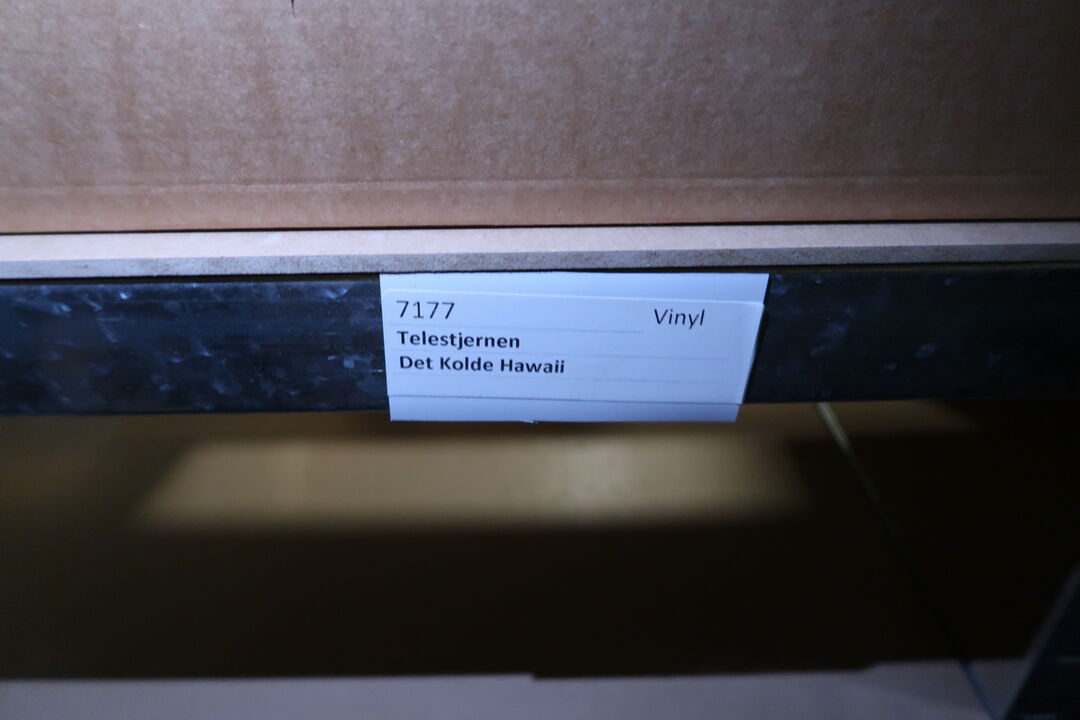 7177 Vinyl
Telestjernen
Det Kolde Hawaii